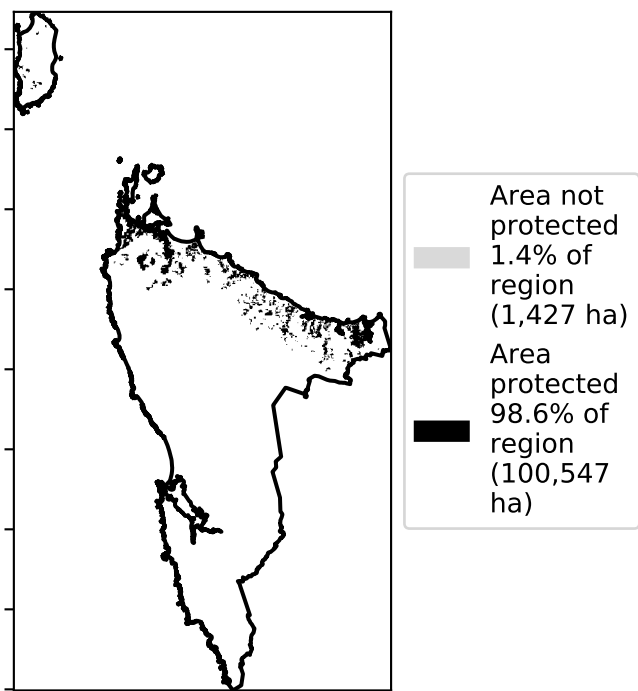 Area not
protected
1.4% of
region
(1,427 ha)
Area
protected
98.6% of
region
(100,547
ha)